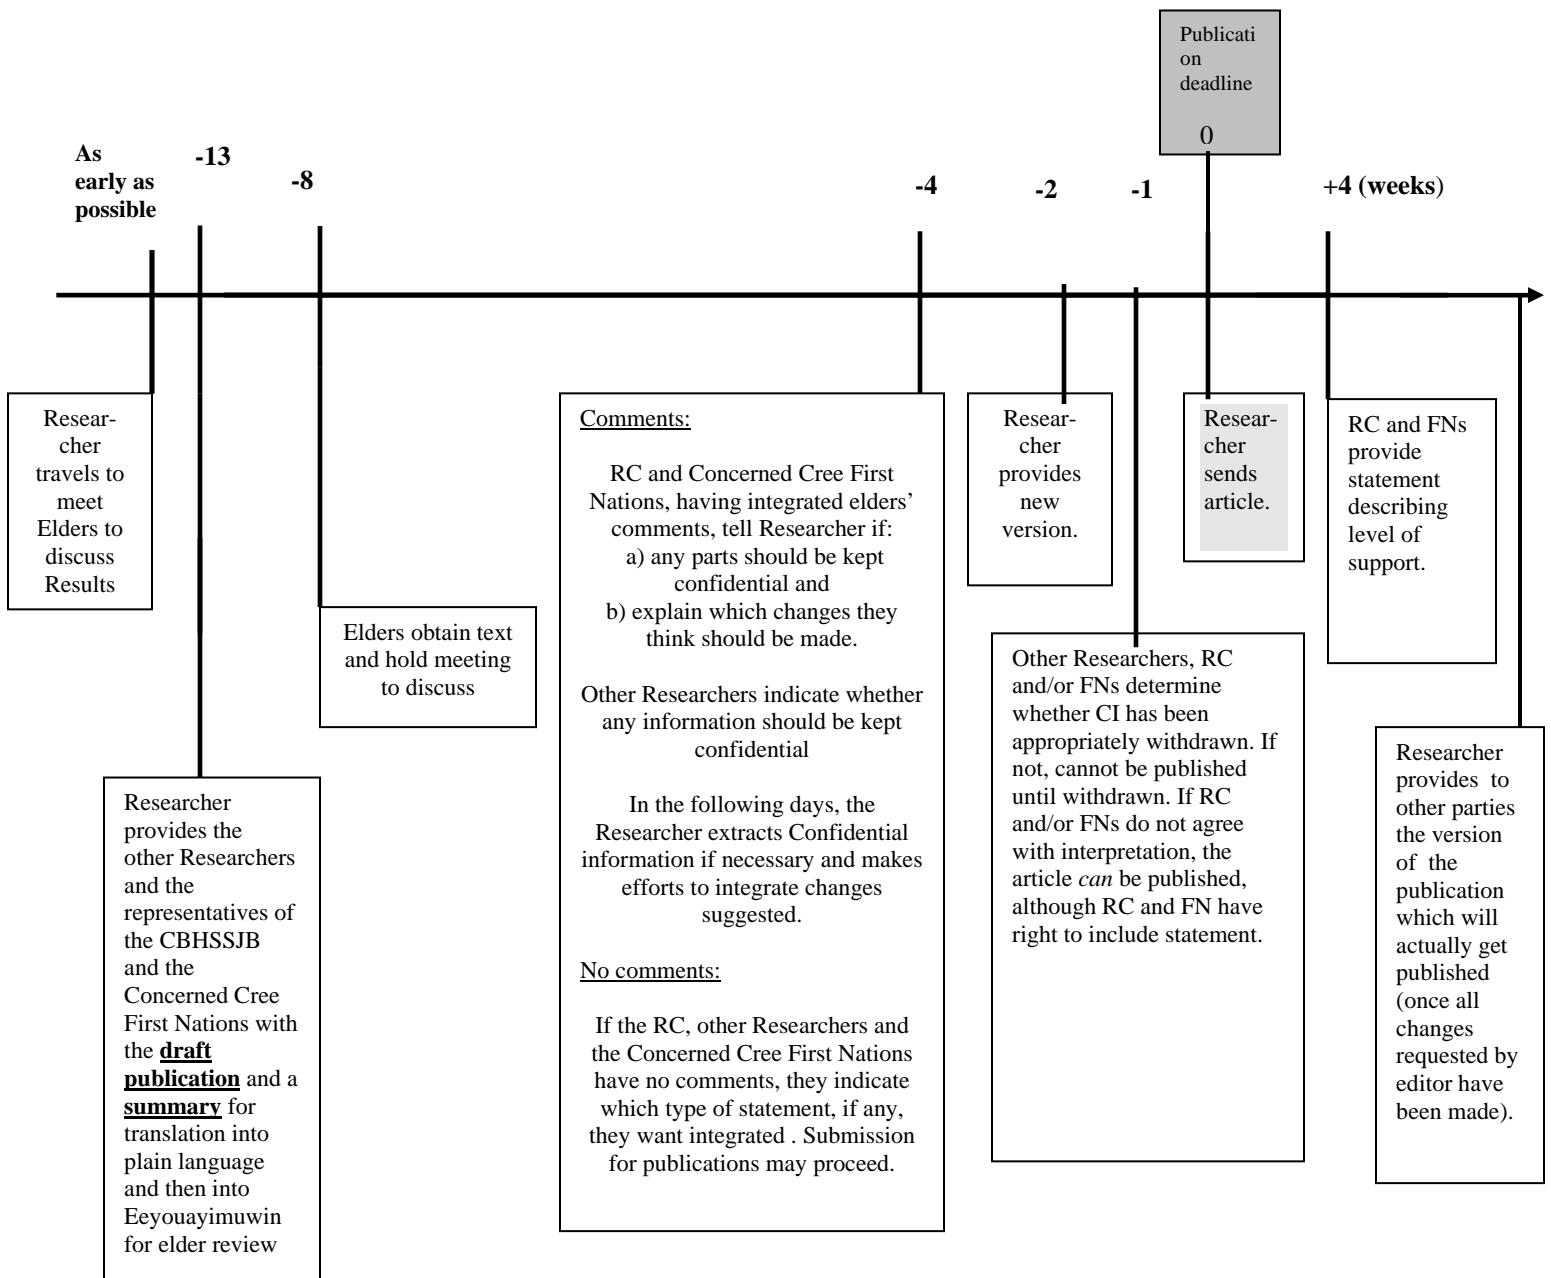 Publicati
on
deadline
0
As
early as
possible
-13
-8
-4
-2
-1
+4 (weeks)
Resear-
cher
travels to
meet
Elders to
discuss
Results
Researcher
provides the
other Researchers
and the
representatives of
the CBHSSJB
and the
Concerned Cree
First Nations with
the draft
publication and a
summary for
translation into
plain language
and then into
Eeyouayimuwin
for elder review
Elders obtain text
and hold meeting
to discuss
Comments:
RC and Concerned Cree First
Nations, having integrated elders’
comments, tell Researcher if:
a) any parts should be kept
confidential and
b) explain which changes they
think should be made.
Other Researchers indicate whether
any information should be kept
confidential
In the following days, the
Researcher extracts Confidential
information if necessary and makes
efforts to integrate changes
suggested.
No comments:
If the RC, other Researchers and
the Concerned Cree First Nations
have no comments, they indicate
which type of statement, if any,
they want integrated . Submission
for publications may proceed.
Resear-
cher
provides
new
version.
Other Researchers, RC
and/or FNs determine
whether CI has been
appropriately withdrawn. If
not, cannot be published
until withdrawn. If RC
and/or FNs do not agree
with interpretation, the
article can be published,
although RC and FN have
right to include statement.
Resear-
cher
sends
article.
RC and FNs
provide
statement
describing
level of
support.
Researcher
provides to
other parties
the version
of the
publication
which will
actually get
published
(once all
changes
requested by
editor have
been made).